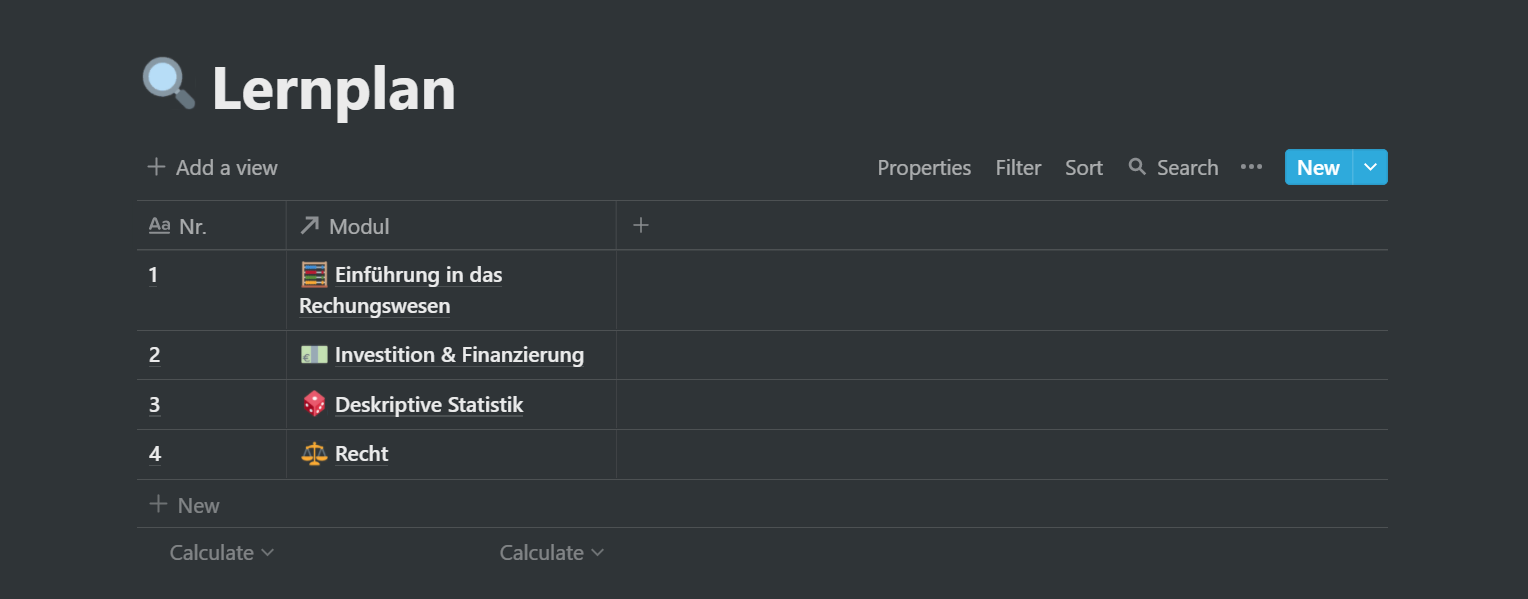 Lernplan
Add a view
Properties Filter Sort Search New
Aa Nr. Modul
1 Einführung in das
Rechungswesen
2 Investition & Finanzierung
3 Deskriptive Statistik
4 Recht
New
Calculate Calculate